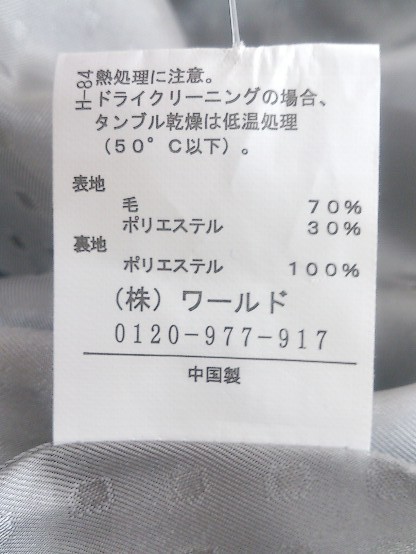 H-84
熱処理に注意。
ドライクリーニングの場合、
タンブル乾燥は低温処理
（５０°Ｃ以下）。
表地
毛 ７０％
ポリエステル ３０％
裏地
ポリエステル １００％
（株）ワールド
0120-977-917
中国製